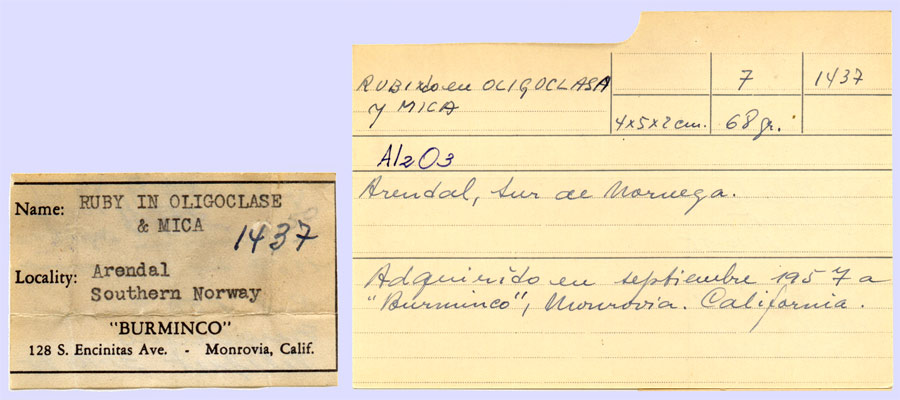 Name: RUBY IN OLIGOCLASE
& MICA
1437
Locality: Arendal
Southern Norway
"BURMINCO"
128 S. Encinitas Ave. - Monrovia, Calif.
RUBI xdo en OLIGOCLASA 7 1437
y MICA 4x5x2 cm. 68 gr.
Al2O3
Arendal, sur de Noruega.
Adquirido en septiembre 1957 a
"Burminco", Monrovia. California.